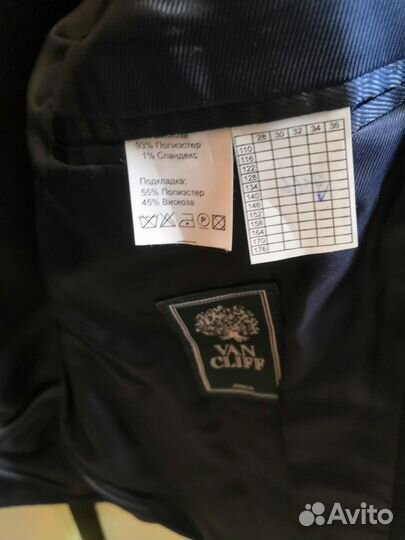 93% Полиэстер
1% Спандекс
Подкладка:
55% Полиэстер
45% Вискоза
28 30 32 34 36
110
116
122
128
134
140
146
152
158
164
170
176
VAN
CLIFF
Avito